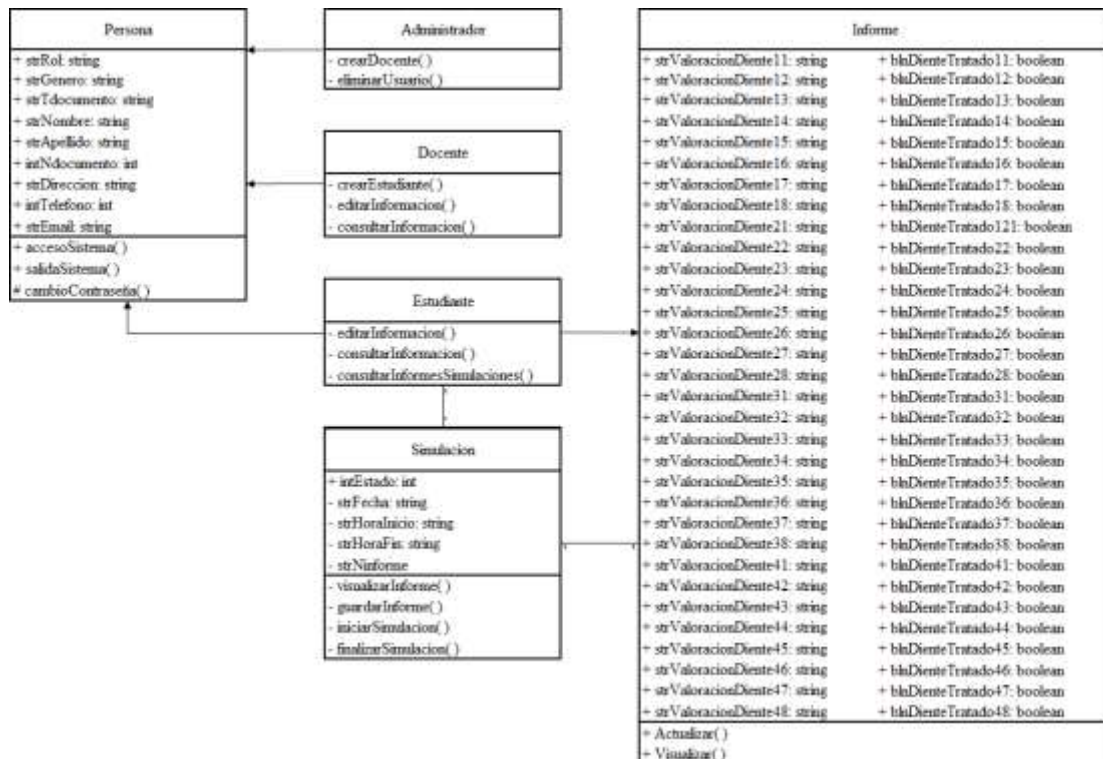 Persona
+ strRol: string
+ strGenero: string
+ strTdocumento: string
+ strNombre: string
+ strApellido: string
+ intNdocumento: int
+ strDireccion: string
+ intTelefono: int
+ strEmail: string
+ accesoSistema( )
+ salidaSistema( )
# cambioContraseña( )
Administrador
- crearDocente( )
- eliminarUsuario( )
Docente
- crearEstudiante( )
- editarInformacion( )
- consultarInformacion( )
Estudiante
- editarInformacion( )
- consultarInformacion( )
- consultarInformesSimulaciones( )
Simulacion
+ intEstado: int
- strFecha: string
- strHoraInicio: string
- strHoraFin: string
- strNinforme
- visualizarInforme( )
- guardarInforme( )
- iniciarSimulacion( )
- finalizarSimulacion( )
Informe
+ strValoracionDiente11: string + blnDienteTratado11: boolean
+ strValoracionDiente12: string + blnDienteTratado12: boolean
+ strValoracionDiente13: string + blnDienteTratado13: boolean
+ strValoracionDiente14: string + blnDienteTratado14: boolean
+ strValoracionDiente15: string + blnDienteTratado15: boolean
+ strValoracionDiente16: string + blnDienteTratado16: boolean
+ strValoracionDiente17: string + blnDienteTratado17: boolean
+ strValoracionDiente18: string + blnDienteTratado18: boolean
+ strValoracionDiente21: string + blnDienteTratado121: boolean
+ strValoracionDiente22: string + blnDienteTratado22: boolean
+ strValoracionDiente23: string + blnDienteTratado23: boolean
+ strValoracionDiente24: string + blnDienteTratado24: boolean
+ strValoracionDiente25: string + blnDienteTratado25: boolean
+ strValoracionDiente26: string + blnDienteTratado26: boolean
+ strValoracionDiente27: string + blnDienteTratado27: boolean
+ strValoracionDiente28: string + blnDienteTratado28: boolean
+ strValoracionDiente31: string + blnDienteTratado31: boolean
+ strValoracionDiente32: string + blnDienteTratado32: boolean
+ strValoracionDiente33: string + blnDienteTratado33: boolean
+ strValoracionDiente34: string + blnDienteTratado34: boolean
+ strValoracionDiente35: string + blnDienteTratado35: boolean
+ strValoracionDiente36: string + blnDienteTratado36: boolean
+ strValoracionDiente37: string + blnDienteTratado37: boolean
+ strValoracionDiente38: string + blnDienteTratado38: boolean
+ strValoracionDiente41: string + blnDienteTratado41: boolean
+ strValoracionDiente42: string + blnDienteTratado42: boolean
+ strValoracionDiente43: string + blnDienteTratado43: boolean
+ strValoracionDiente44: string + blnDienteTratado44: boolean
+ strValoracionDiente45: string + blnDienteTratado45: boolean
+ strValoracionDiente46: string + blnDienteTratado46: boolean
+ strValoracionDiente47: string + blnDienteTratado47: boolean
+ strValoracionDiente48: string + blnDienteTratado48: boolean
+ Actualizar( )
+ Visualizar( )